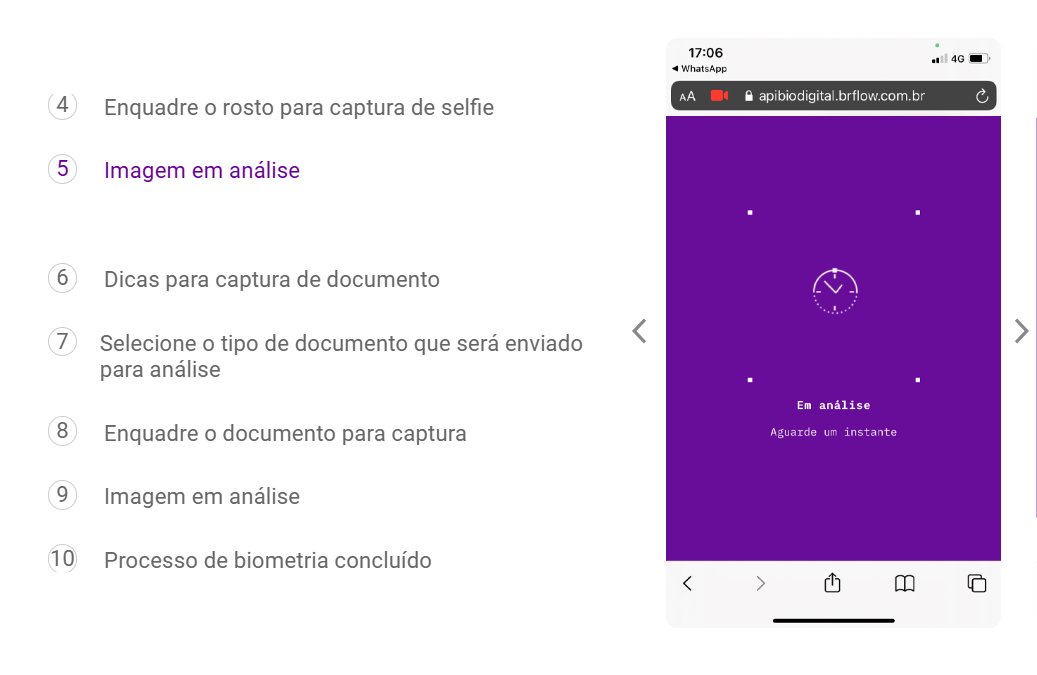 4 Enquadre o rosto para captura de selfie
5 Imagem em análise
6 Dicas para captura de documento
7 Selecione o tipo de documento que será enviado
para análise
8 Enquadre o documento para captura
9 Imagem em análise
10 Processo de biometria concluído
17:06
4G
WhatsApp
AA apibiodigital.brflow.com.br
Em análise
Aguarde um instante